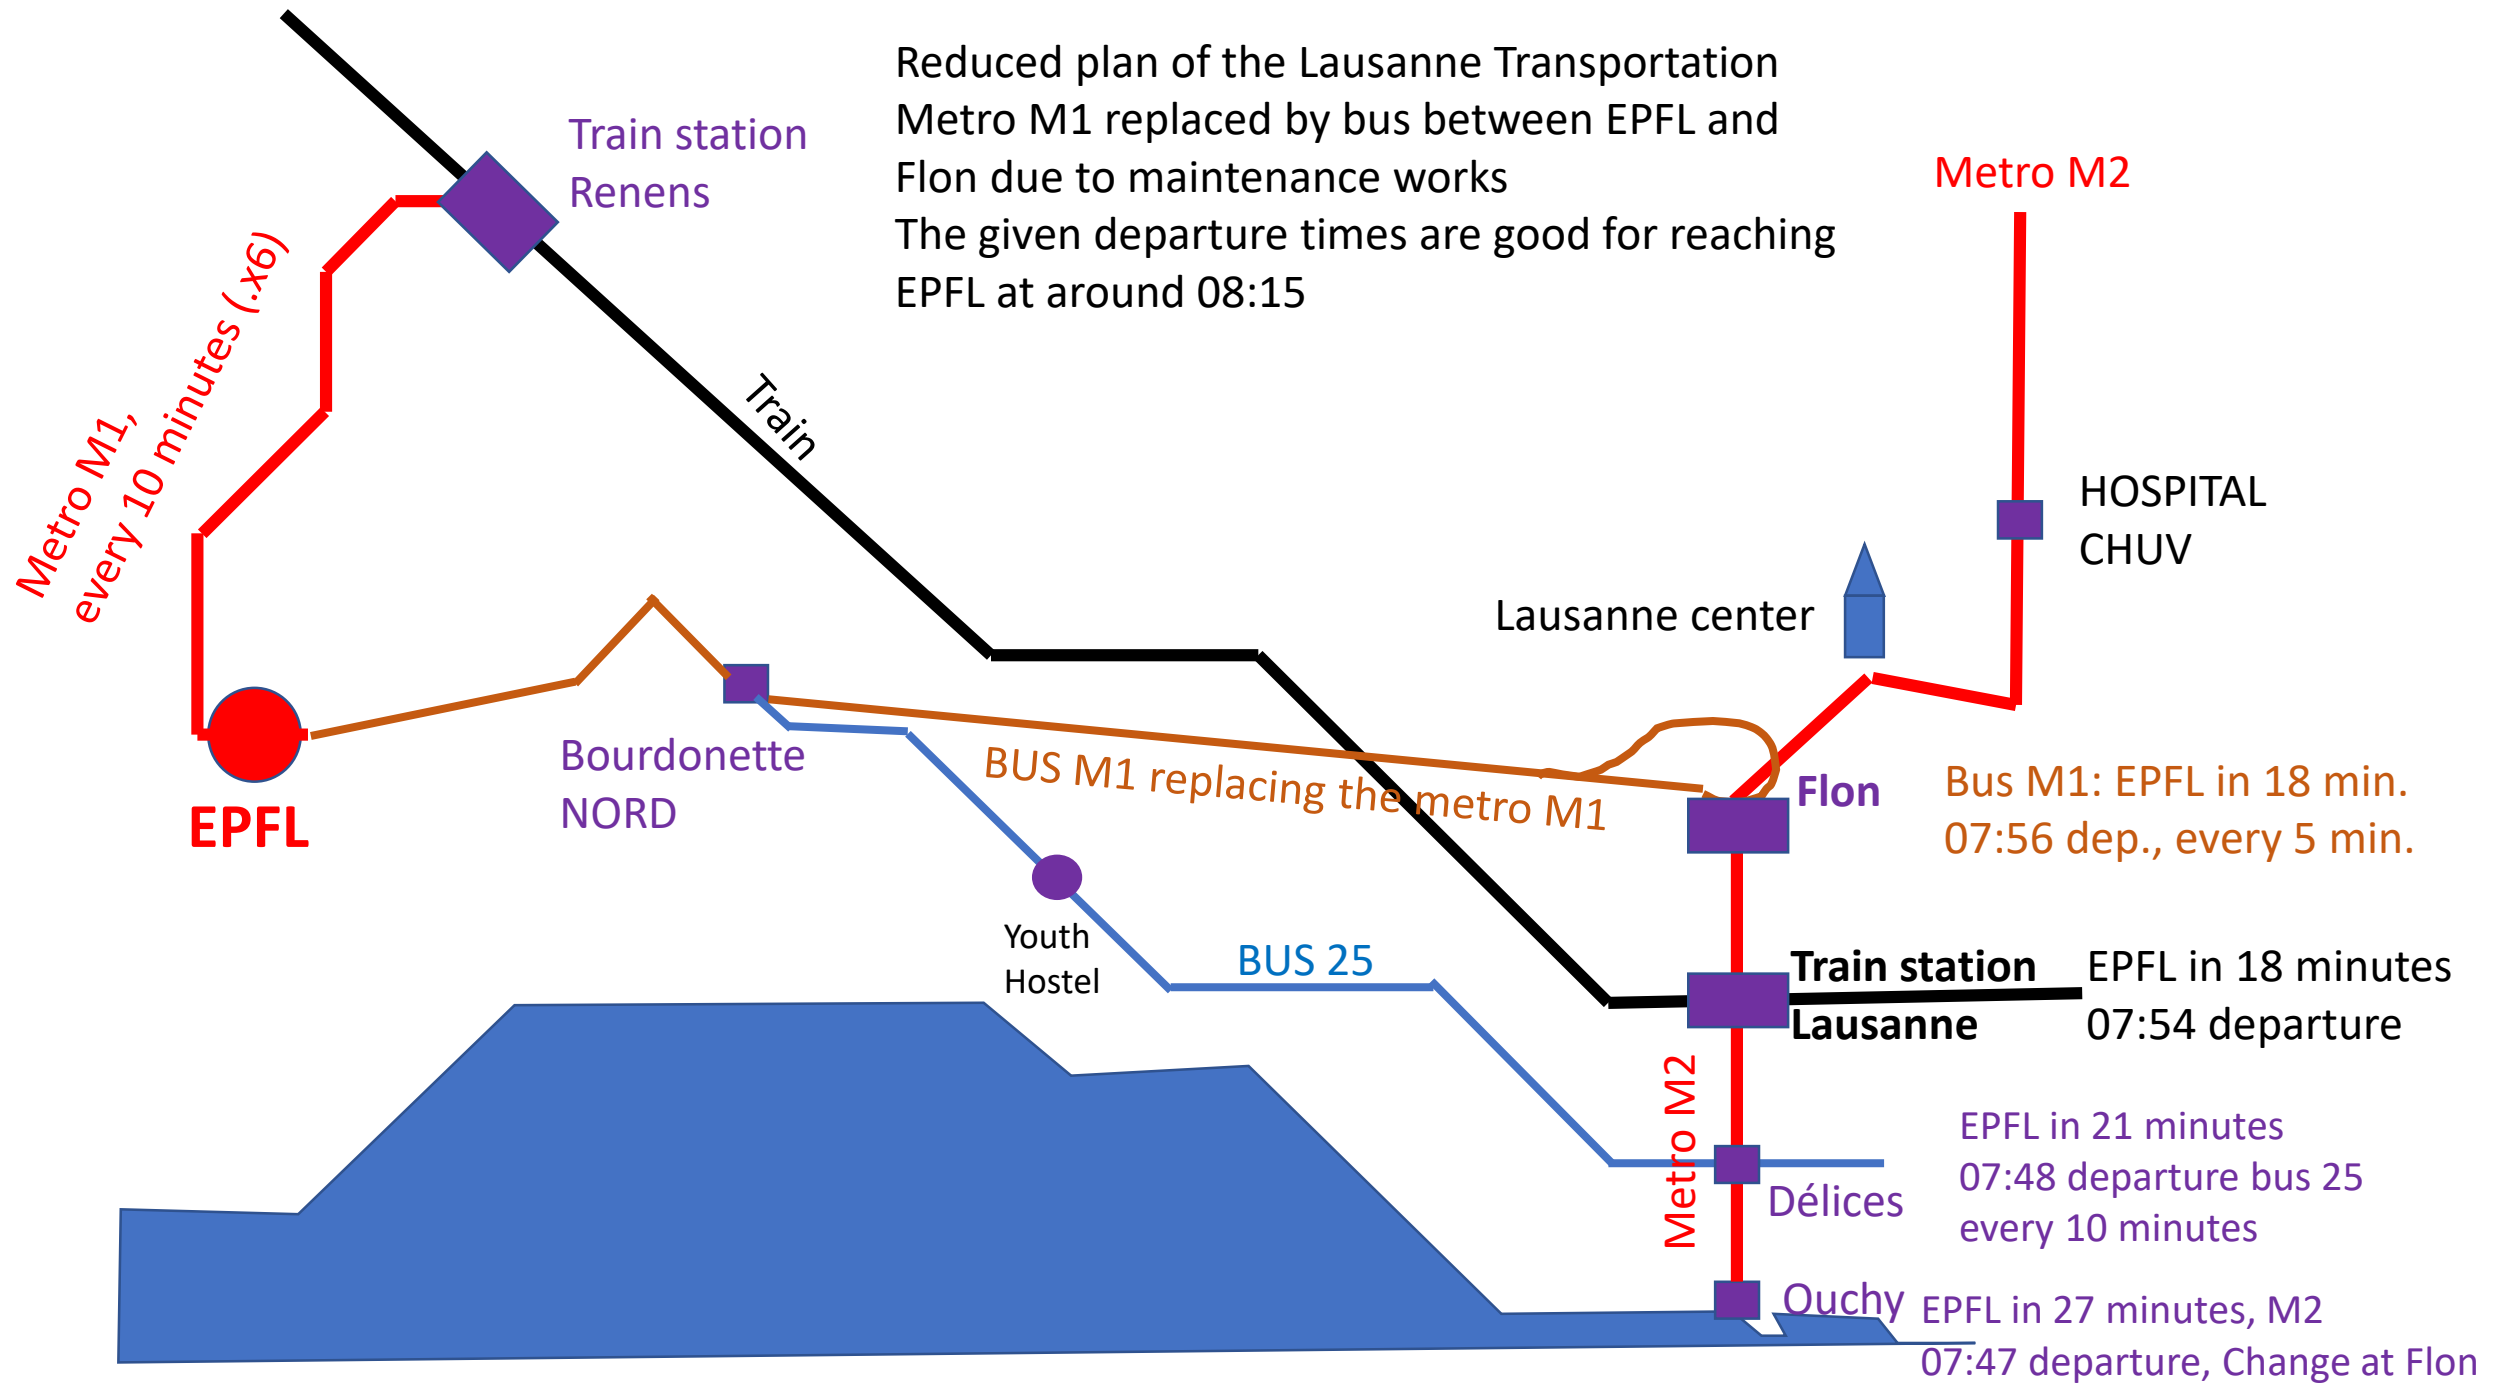 Reduced plan of the Lausanne Transportation
Metro M1 replaced by bus between EPFL and
Flon due to maintenance works
The given departure times are good for reaching
EPFL at around 08:15
Train station
Renens
Metro M2
Metro M1,
every 10 minutes (.x6)
Train
HOSPITAL
CHUV
Lausanne center
Bourdonette
NORD
EPFL
BUS M1 replacing the metro M1
Flon
Bus M1: EPFL in 18 min.
07:56 dep., every 5 min.
Youth
Hostel
BUS 25
Train station
Lausanne
EPFL in 18 minutes
07:54 departure
Metro M2
EPFL in 21 minutes
07:48 departure bus 25
every 10 minutes
Délices
Ouchy
EPFL in 27 minutes, M2
07:47 departure, Change at Flon